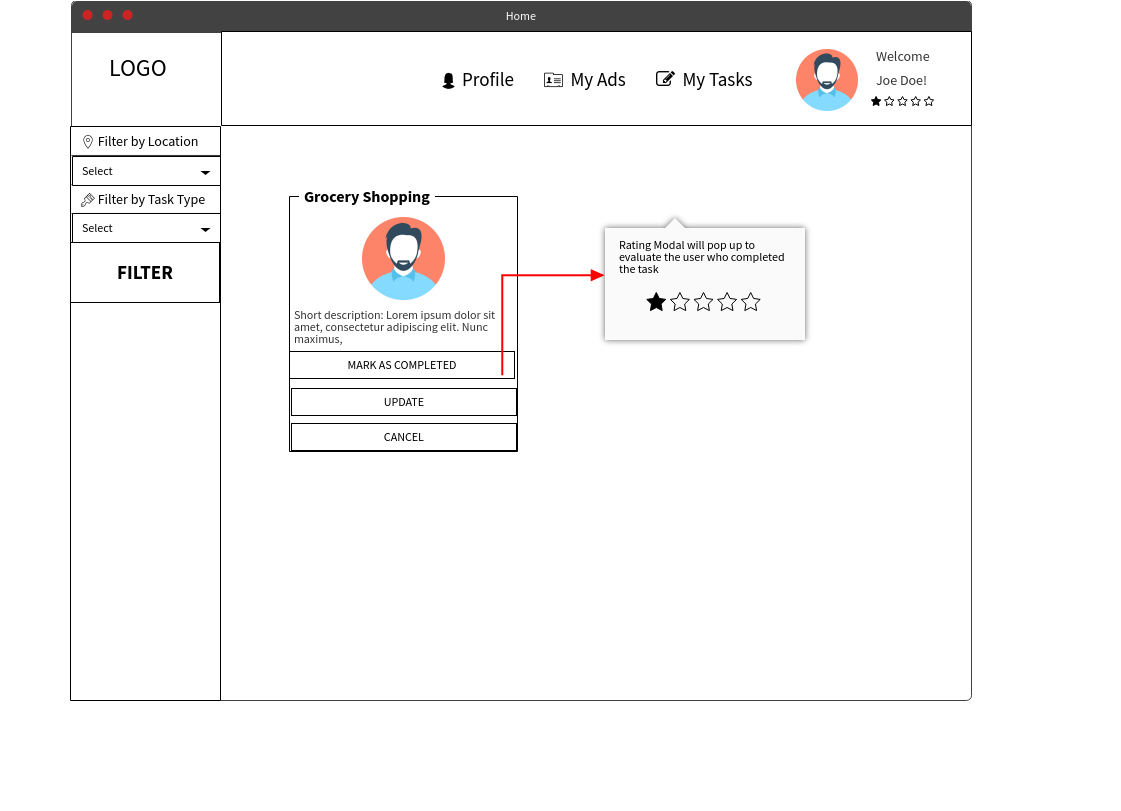 Home
LOGO
Profile
My Ads
My Tasks
Welcome
Joe Doe!
Filter by Location
Select
Filter by Task Type
Select
FILTER
Grocery Shopping
Short description: Lorem ipsum dolor sit
amet, consectetur adipiscing elit. Nunc
maximus,
MARK AS COMPLETED
UPDATE
CANCEL
Rating Modal will pop up to
evaluate the user who completed
the task